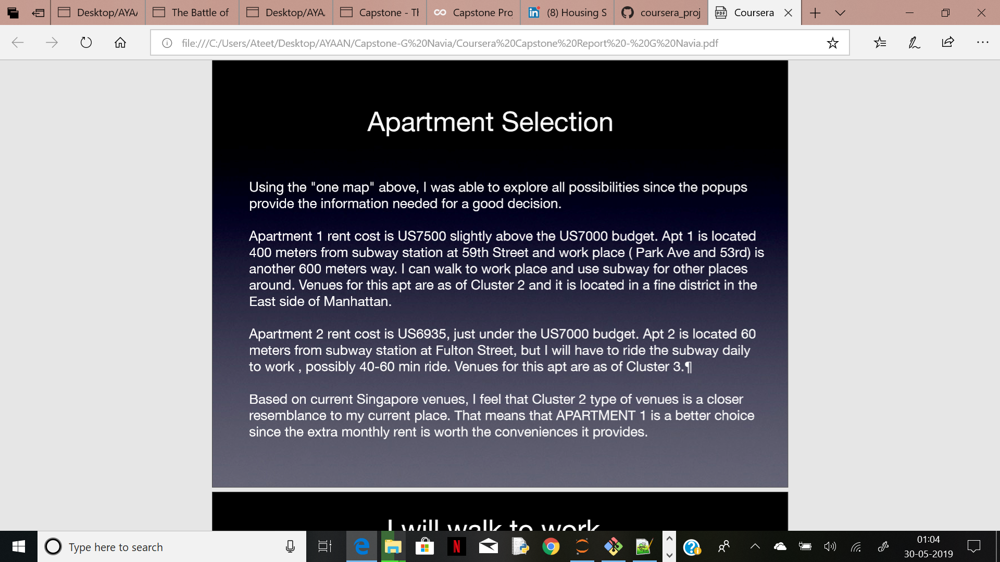 Desktop/AYA
The Battle of
Desktop/AYA.
Capstone - Th
Capstone Pro
(8) Housing S
coursera_proj
Coursera
file:///C:/Users/Ateet/Desktop/AYAAN/Capstone-G%20Navia/Coursera%20Capstone%20Report%20-%20G%20Navia.pdf
Apartment Selection
Using the "one map" above, I was able to explore all possibilities since the popups
provide the information needed for a good decision.
Apartment 1 rent cost is US7500 slightly above the US7000 budget. Apt 1 is located
400 meters from subway station at 59th Street and work place ( Park Ave and 53rd) is
another 600 meters way. I can walk to work place and use subway for other places
around. Venues for this apt are as of Cluster 2 and it is located in a fine district in the
East side of Manhattan.
Apartment 2 rent cost is US6935, just under the US7000 budget. Apt 2 is located 60
meters from subway station at Fulton Street, but I will have to ride the subway daily
to work , possibly 40-60 min ride. Venues for this apt are as of Cluster 3.¶
Based on current Singapore venues, I feel that Cluster 2 type of venues is a closer
resemblance to my current place. That means that APARTMENT 1 is a better choice
since the extra monthly rent is worth the conveniences it provides.
I will walk to work
Type here to search
01:04
30-05-2019